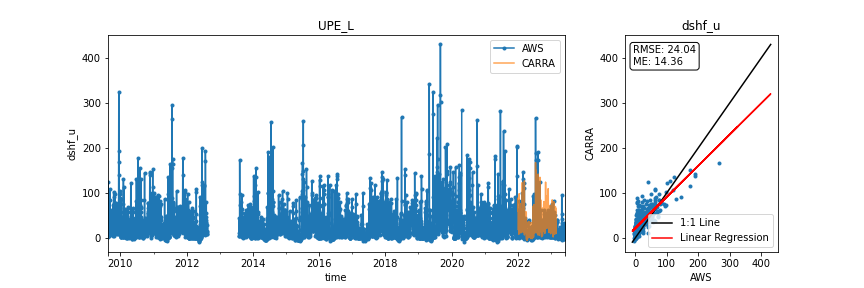 UPE_L
dshf_u
400
300
200
100
0
2010
2012
2014
2016
2018
2020
2022
time
AWS
CARRA
dshf_u
CARRA
400
300
200
100
0
0
100
200
300
400
AWS
RMSE: 24.04
ME: 14.36
1:1 Line
Linear Regression